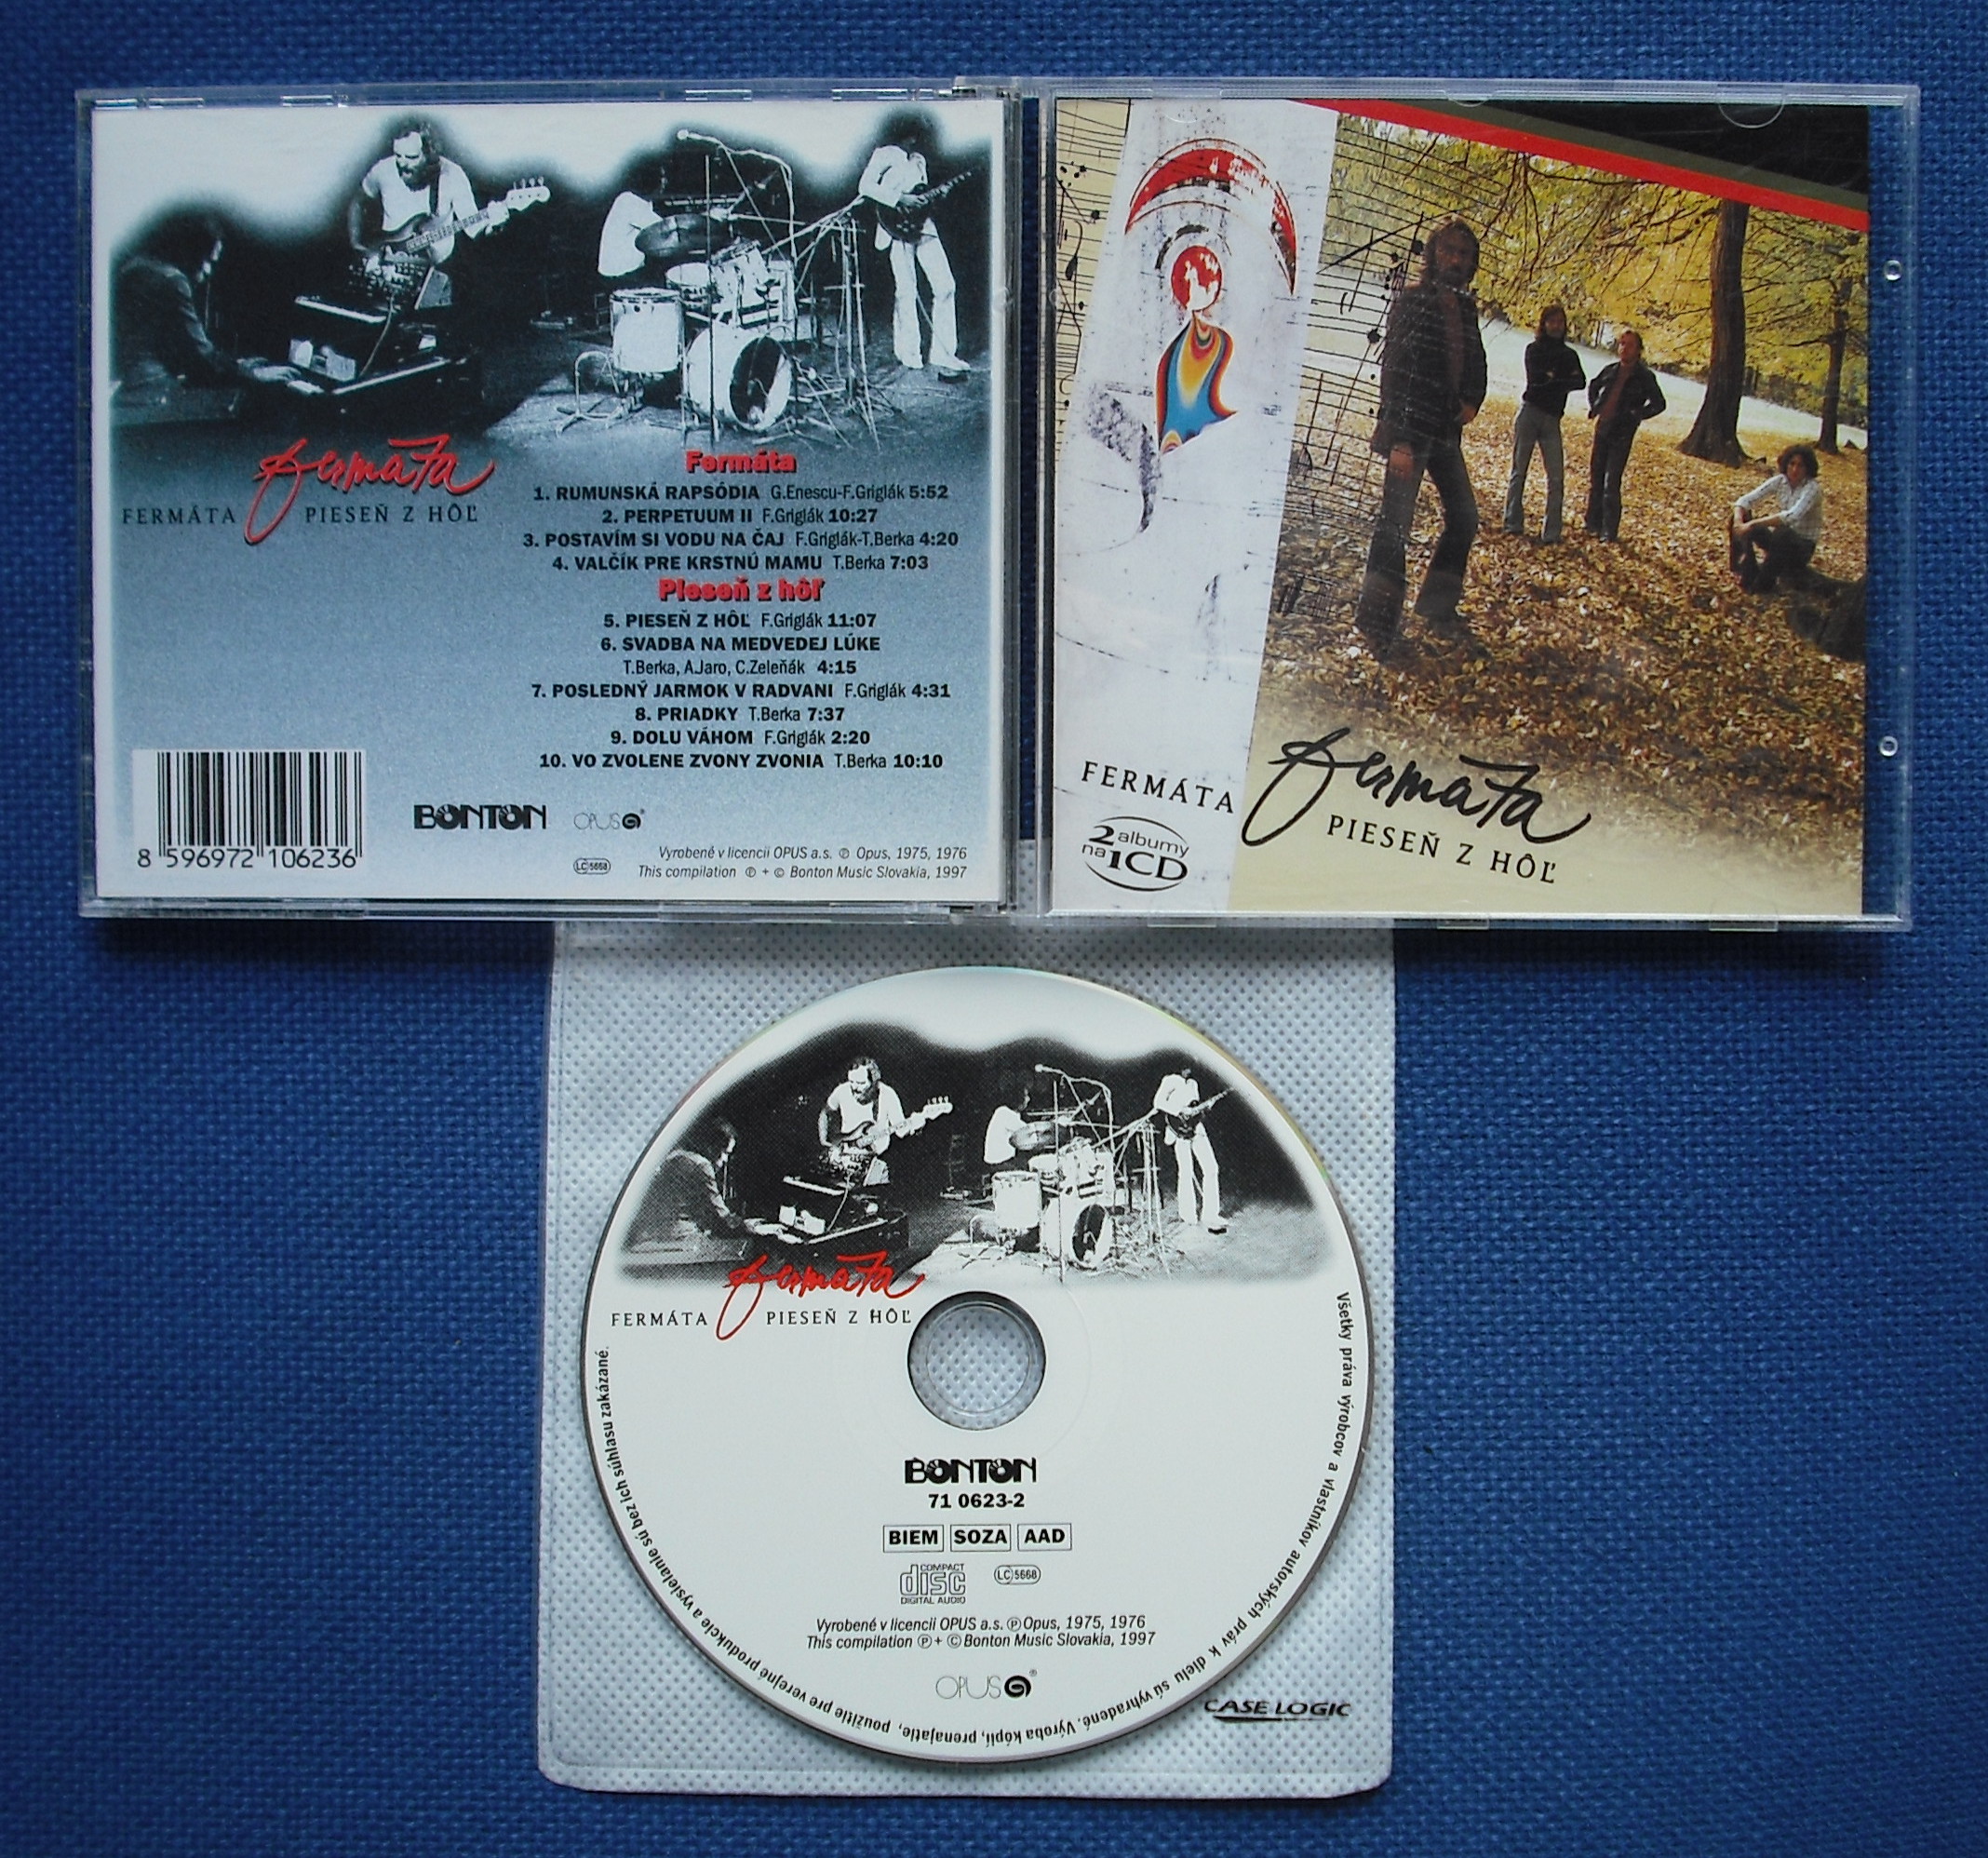 fermata
FERMÁTA PIESEŇ Z HÔĽ
Fermáta
1. RUMUNSKÁ RAPSÓDIA G.Enescu-F.Griglák 5:52
2. PERPETUUM II F.Griglák 10:27
3. POSTAVÍM SI VODU NA ČAJ F.Griglák-T.Berka 4:20
4. VALČÍK PRE KRSTNÚ MAMU T.Berka 7:03
Pieseň z hôľ
5. PIESEŇ Z HÔĽ F.Griglák 11:07
6. SVADBA NA MEDVEDEJ LÚKE
T.Berka, A.Jaro, C.Zeleňák 4:15
7. POSLEDNÝ JARMOK V RADVANI F.Griglák 4:31
8. PRIADKY T.Berka 7:37
9. DOLU VÁHOM F.Griglák 2:20
10. VO ZVOLENE ZVONY ZVONIA T.Berka 10:10
8 596972 106236
BONTON OPUS
LC 5668
Vyrobené v licencii OPUS a.s. ℗ Opus, 1975, 1976
This compilation ℗ + © Bonton Music Slovakia, 1997
FERMÁTA
fermata
PIESEŇ Z HÔĽ
2 albumy
na 1CD
fermata
FERMÁTA PIESEŇ Z HÔĽ
BONTON
71 0623-2
BIEM SOZA AAD
COMPACT
disc
DIGITAL AUDIO
LC 5668
Vyrobené v licencii OPUS a.s. ℗ Opus, 1975, 1976
This compilation ℗ + © Bonton Music Slovakia, 1997
OPUS ®
Všetky práva výrobcov a vlastníkov autorských práv k dielu sú vyhradené. Výroba kópií, prenajatie, použitie pre verejné produkcie a vysielanie sú bez ich súhlasu zakázané.
CASE LOGIC